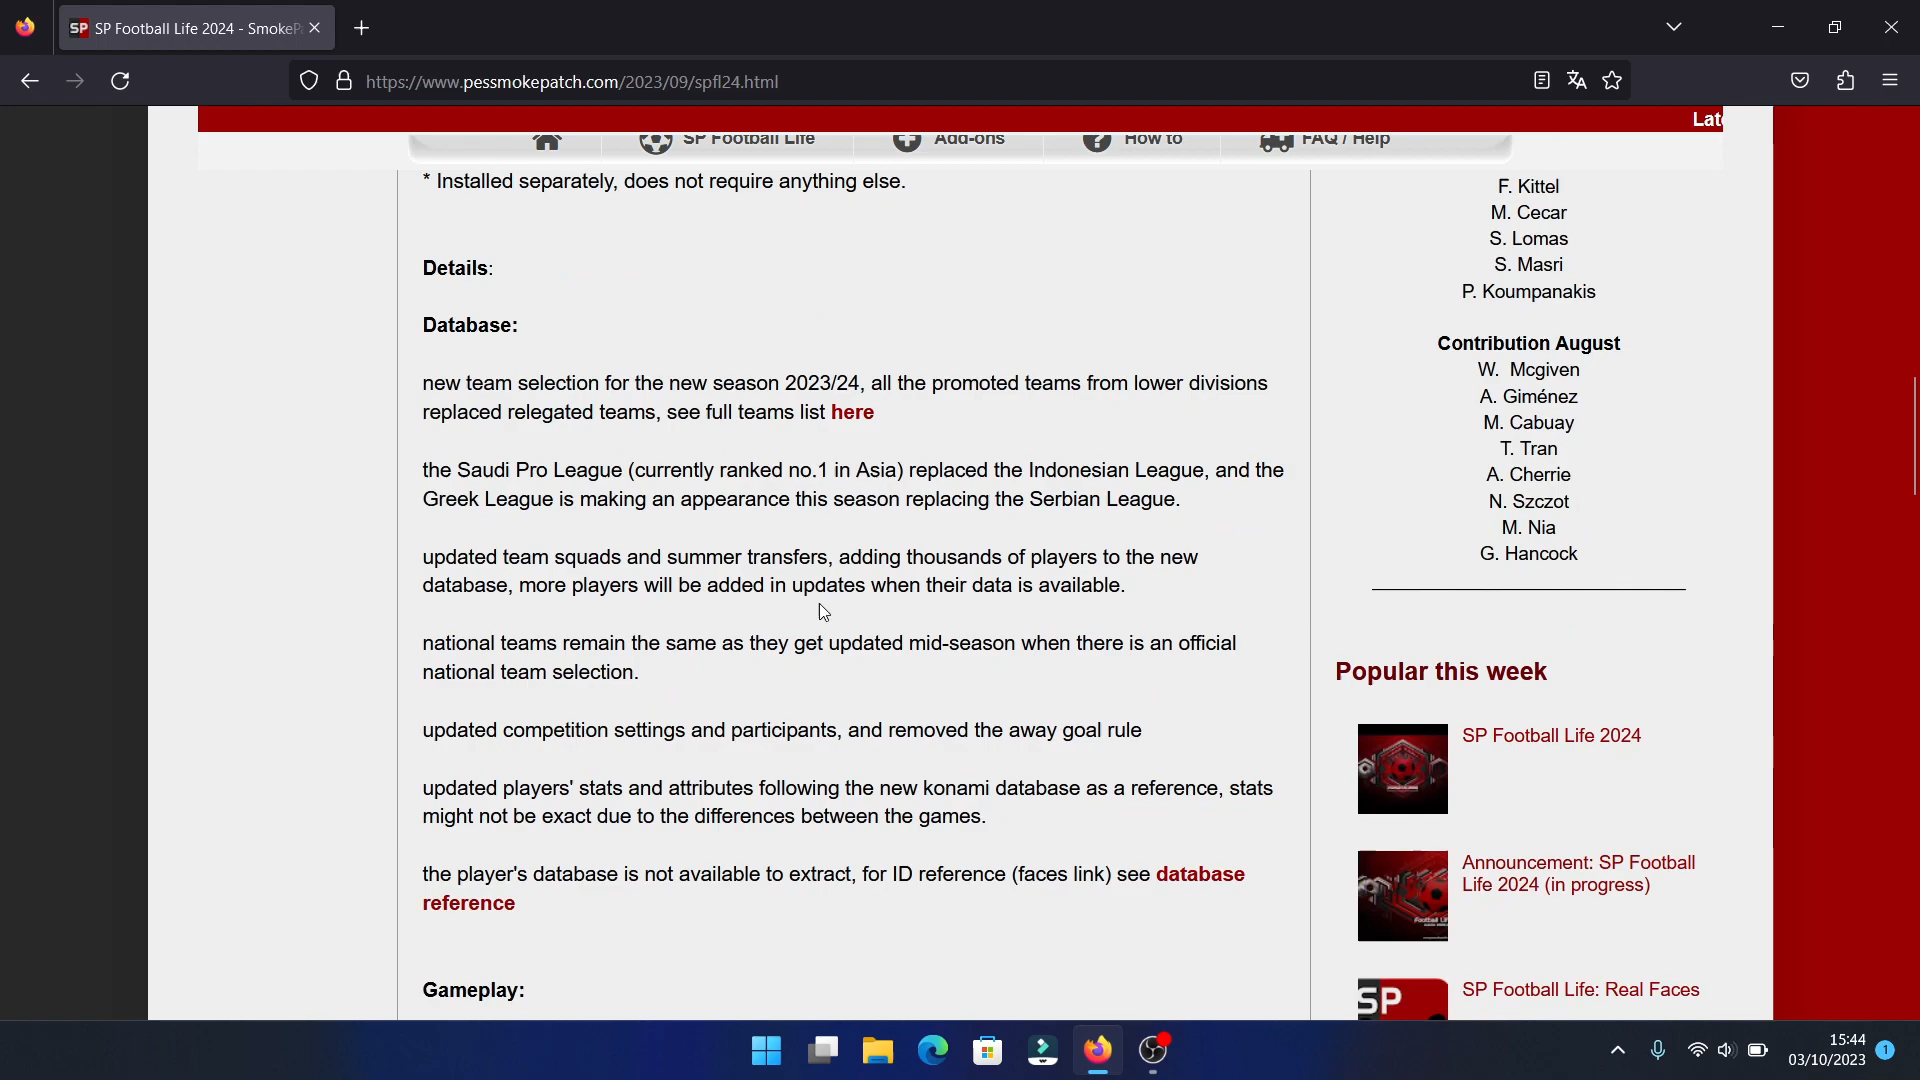 SP Football Life 2024 - SmokeP
https://www.pessmokepatch.com/2023/09/spfl24.html
Late
SP Football Life
Add-ons
How to
FAQ / Help
* Installed separately, does not require anything else.
Details:
Database:
new team selection for the new season 2023/24, all the promoted teams from lower divisions
replaced relegated teams, see full teams list here
the Saudi Pro League (currently ranked no.1 in Asia) replaced the Indonesian League, and the
Greek League is making an appearance this season replacing the Serbian League.
updated team squads and summer transfers, adding thousands of players to the new
database, more players will be added in updates when their data is available.
national teams remain the same as they get updated mid-season when there is an official
national team selection.
updated competition settings and participants, and removed the away goal rule
updated players' stats and attributes following the new konami database as a reference, stats
might not be exact due to the differences between the games.
the player's database is not available to extract, for ID reference (faces link) see database
reference
Gameplay:
F. Kittel
M. Cecar
S. Lomas
S. Masri
P. Koumpanakis
Contribution August
W. Mcgiven
A. Giménez
M. Cabuay
T. Tran
A. Cherrie
N. Szczot
M. Nia
G. Hancock
Popular this week
SP Football Life 2024
Announcement: SP Football
Life 2024 (in progress)
SP
SP Football Life: Real Faces
15:44
03/10/2023
1